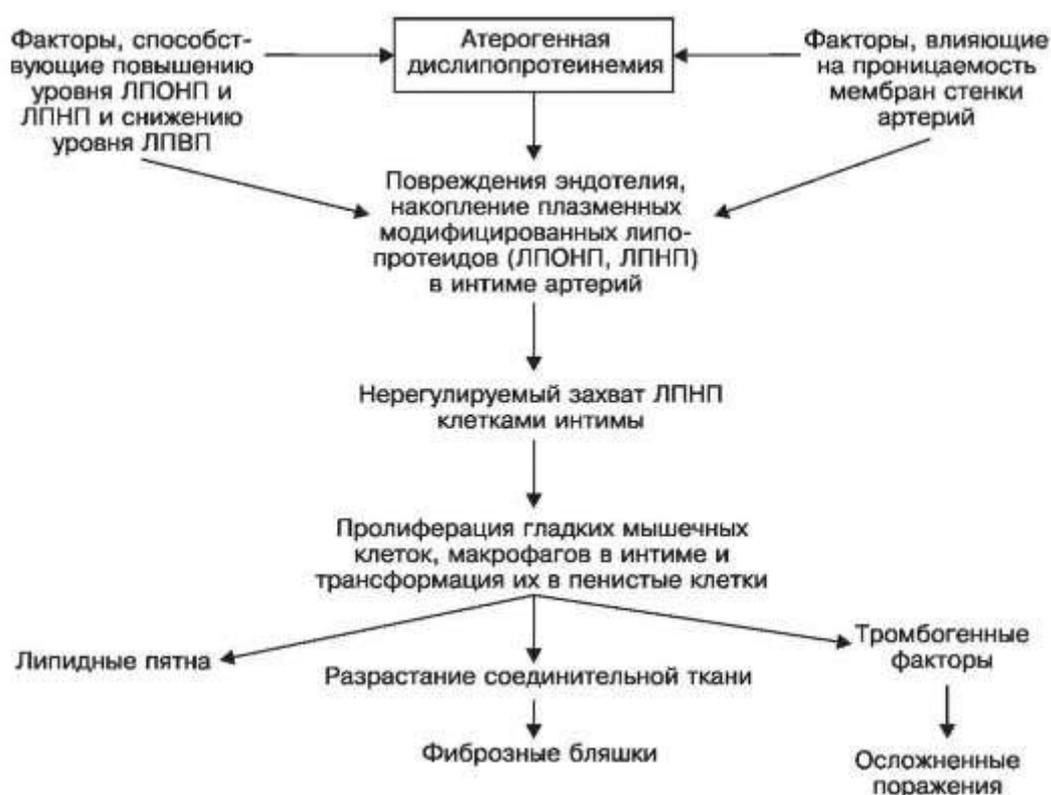 Факторы, способст-
вующие повышению
уровня ЛПОНП и
ЛПНП и снижению
уровня ЛПВП
Атерогенная
дислипопротеинемия
Факторы, влияющие
на проницаемость
мембран стенки
артерий
Повреждения эндотелия,
накопление плазменных
модифицированных липо-
протеидов (ЛПОНП, ЛПНП)
в интиме артерий
Нерегулируемый захват ЛПНП
клетками интимы
Пролиферация гладких мышечных
клеток, макрофагов в интиме и
трансформация их в пенистые клетки
Липидные пятна
Разрастание соединительной ткани
Фиброзные бляшки
Тромбогенные
факторы
Осложненные
поражения